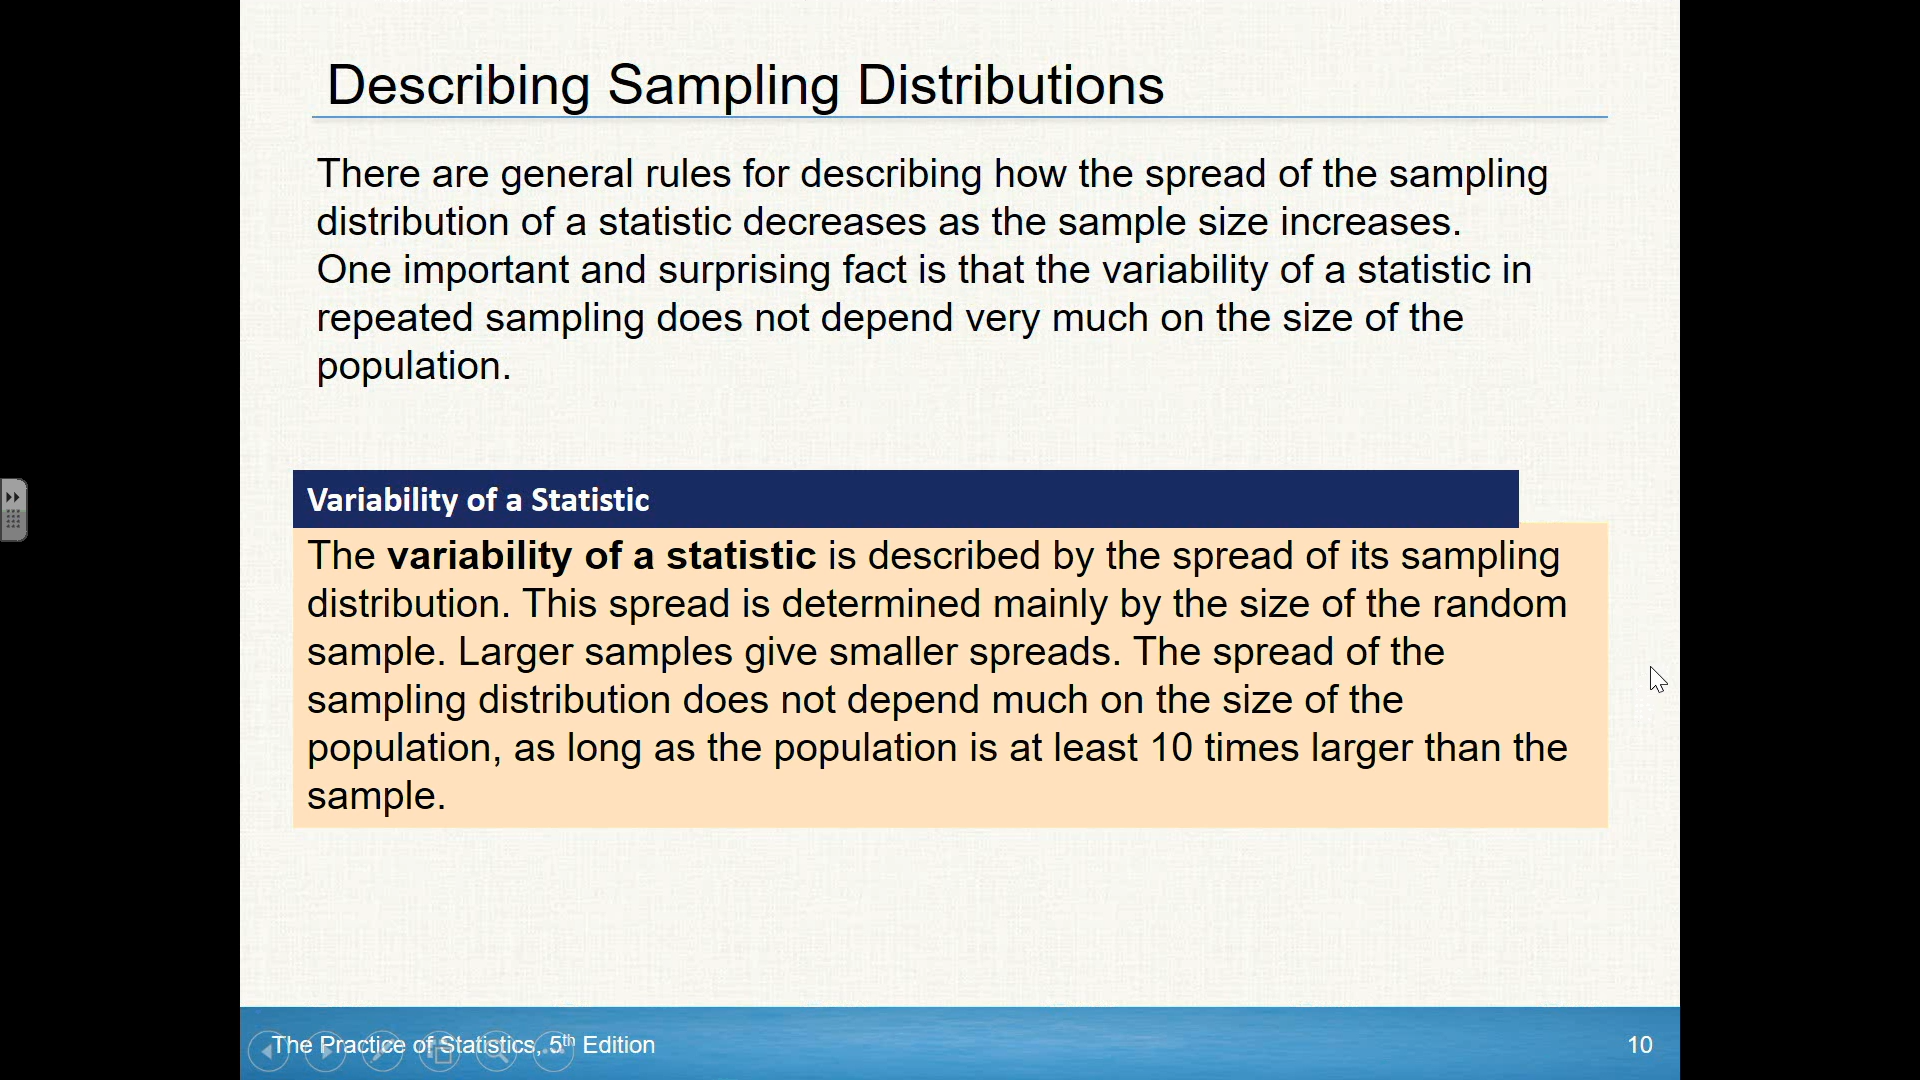 Describing Sampling Distributions
There are general rules for describing how the spread of the sampling
distribution of a statistic decreases as the sample size increases.
One important and surprising fact is that the variability of a statistic in
repeated sampling does not depend very much on the size of the
population.
Variability of a Statistic
The variability of a statistic is described by the spread of its sampling
distribution. This spread is determined mainly by the size of the random
sample. Larger samples give smaller spreads. The spread of the
sampling distribution does not depend much on the size of the
population, as long as the population is at least 10 times larger than the
sample.
The Practice of Statistics, 5th Edition
10